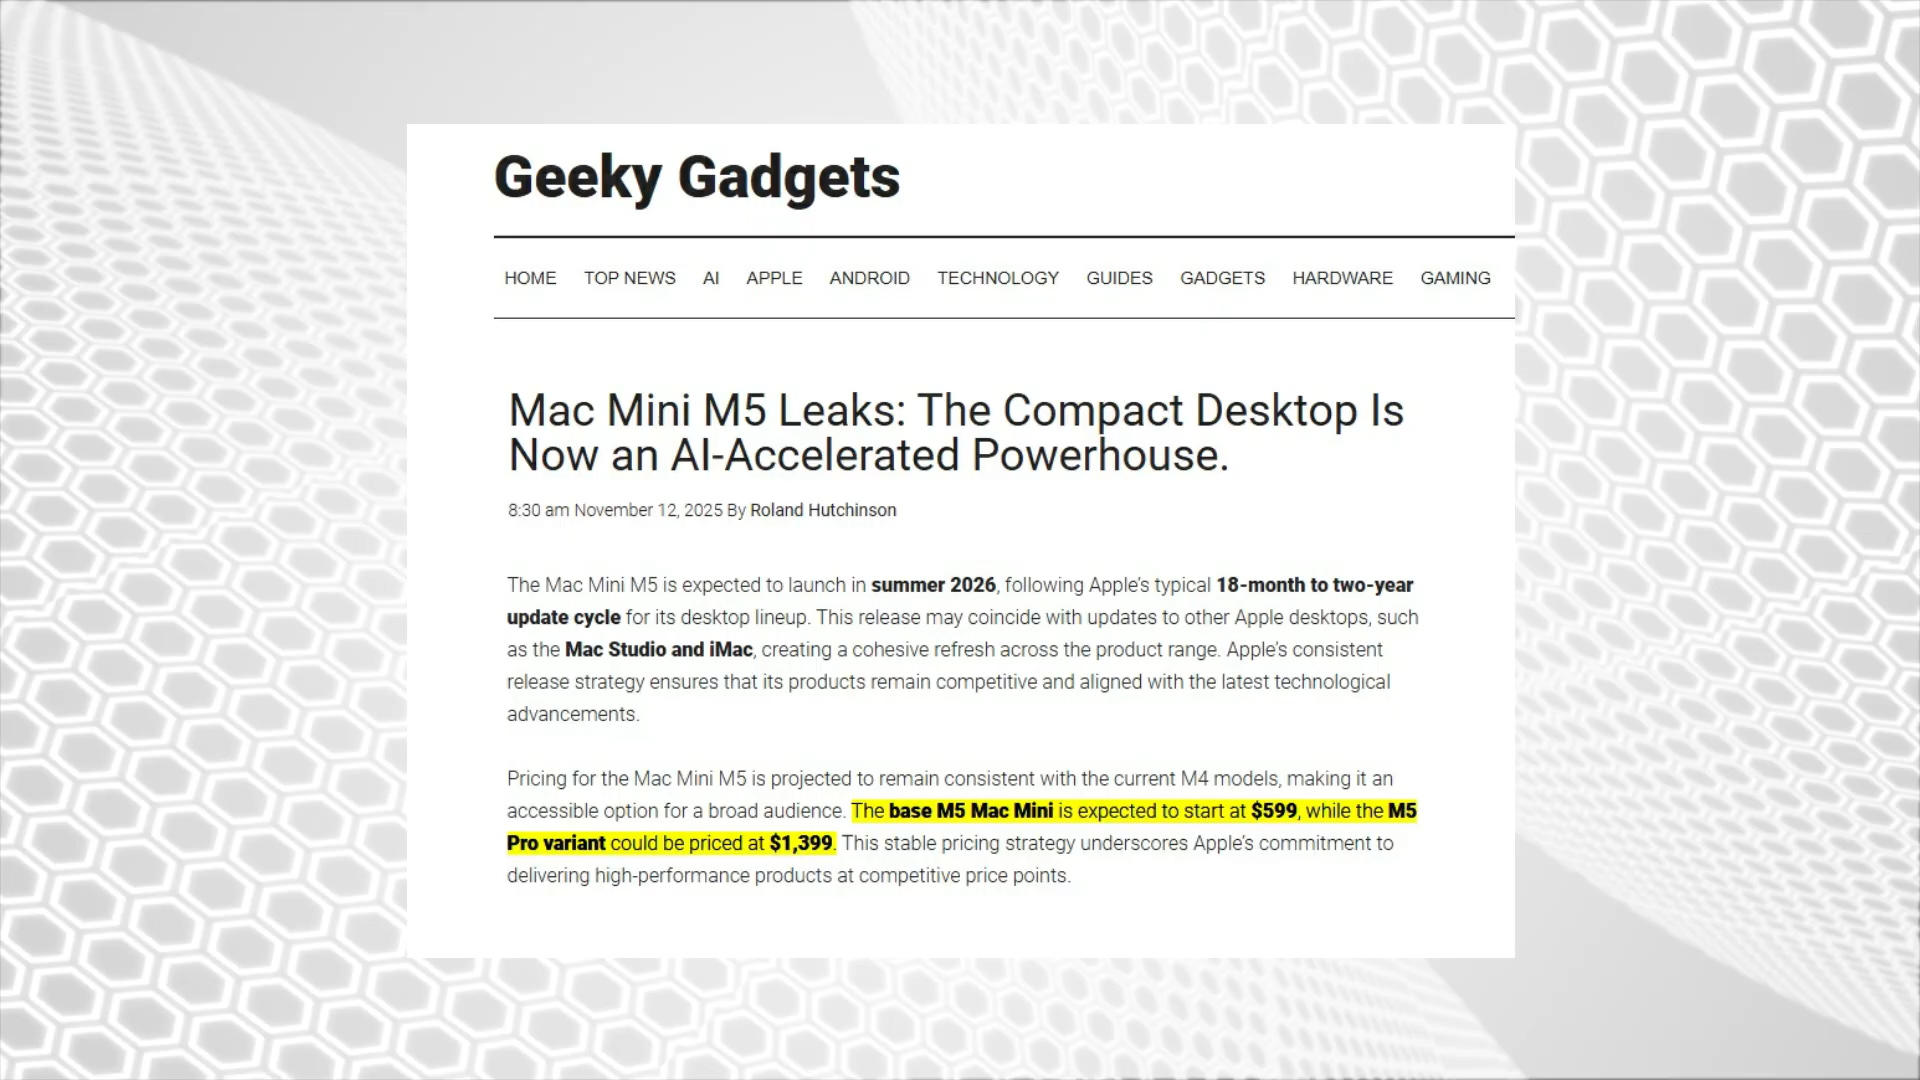 Geeky Gadgets
HOME TOP NEWS AI APPLE ANDROID TECHNOLOGY GUIDES GADGETS HARDWARE GAMING
Mac Mini M5 Leaks: The Compact Desktop Is
Now an AI-Accelerated Powerhouse.
8:30 am November 12, 2025 By Roland Hutchinson
The Mac Mini M5 is expected to launch in summer 2026, following Apple’s typical 18-month to two-year
update cycle for its desktop lineup. This release may coincide with updates to other Apple desktops, such
as the Mac Studio and iMac, creating a cohesive refresh across the product range. Apple’s consistent
release strategy ensures that its products remain competitive and aligned with the latest technological
advancements.
Pricing for the Mac Mini M5 is projected to remain consistent with the current M4 models, making it an
accessible option for a broad audience. The base M5 Mac Mini is expected to start at $599, while the M5
Pro variant could be priced at $1,399. This stable pricing strategy underscores Apple’s commitment to
delivering high-performance products at competitive price points.